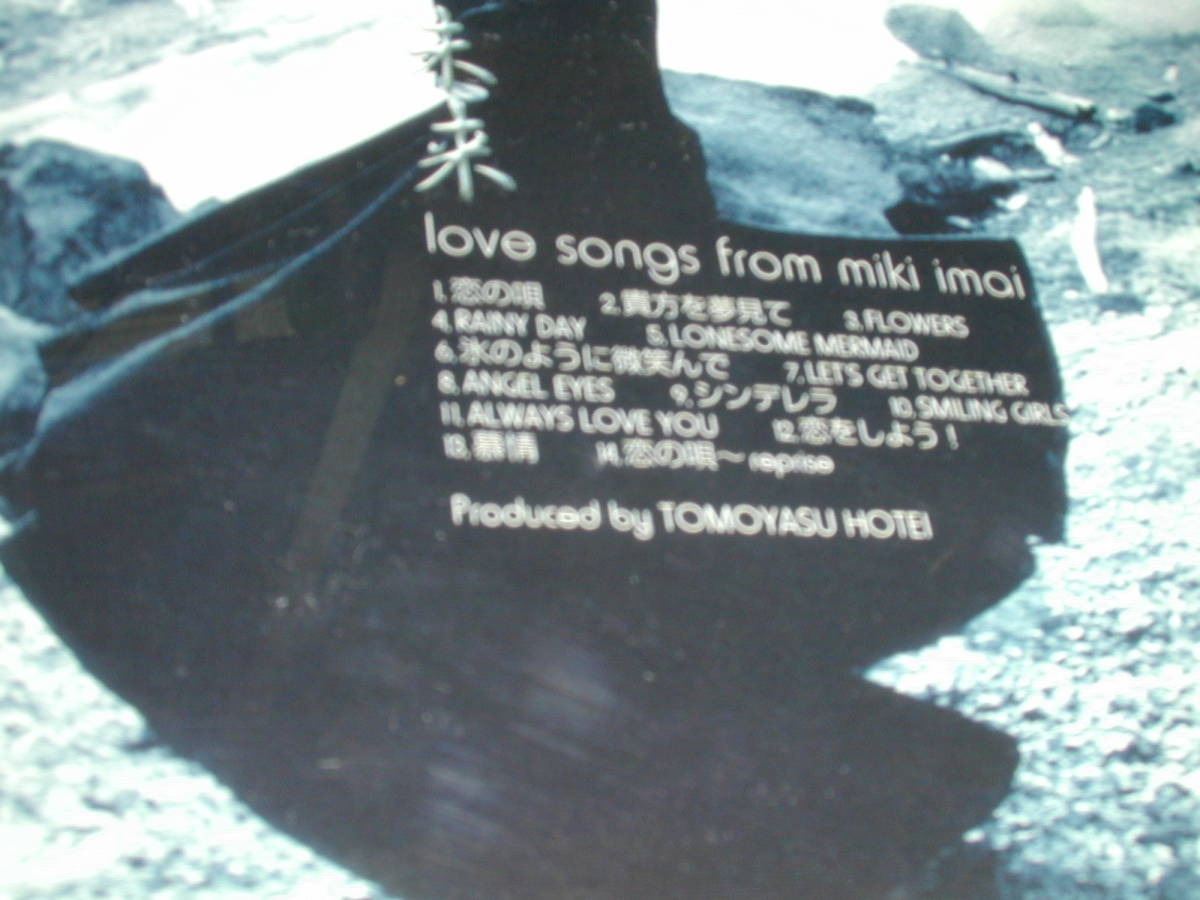 未来
love songs from miki imai
1.恋の唄 2.貴方を夢見て 3.FLOWERS
4.RAINY DAY 5.LONESOME MERMAID
6.氷のように微笑んで 7.LET'S GET TOGETHER
8.ANGEL EYES 9.シンデレラ 10.SMILING GIRLS
11.ALWAYS LOVE YOU 12.恋をしよう!
13.慕情 14.恋の唄〜reprise
Produced by TOMOYASU HOTEI